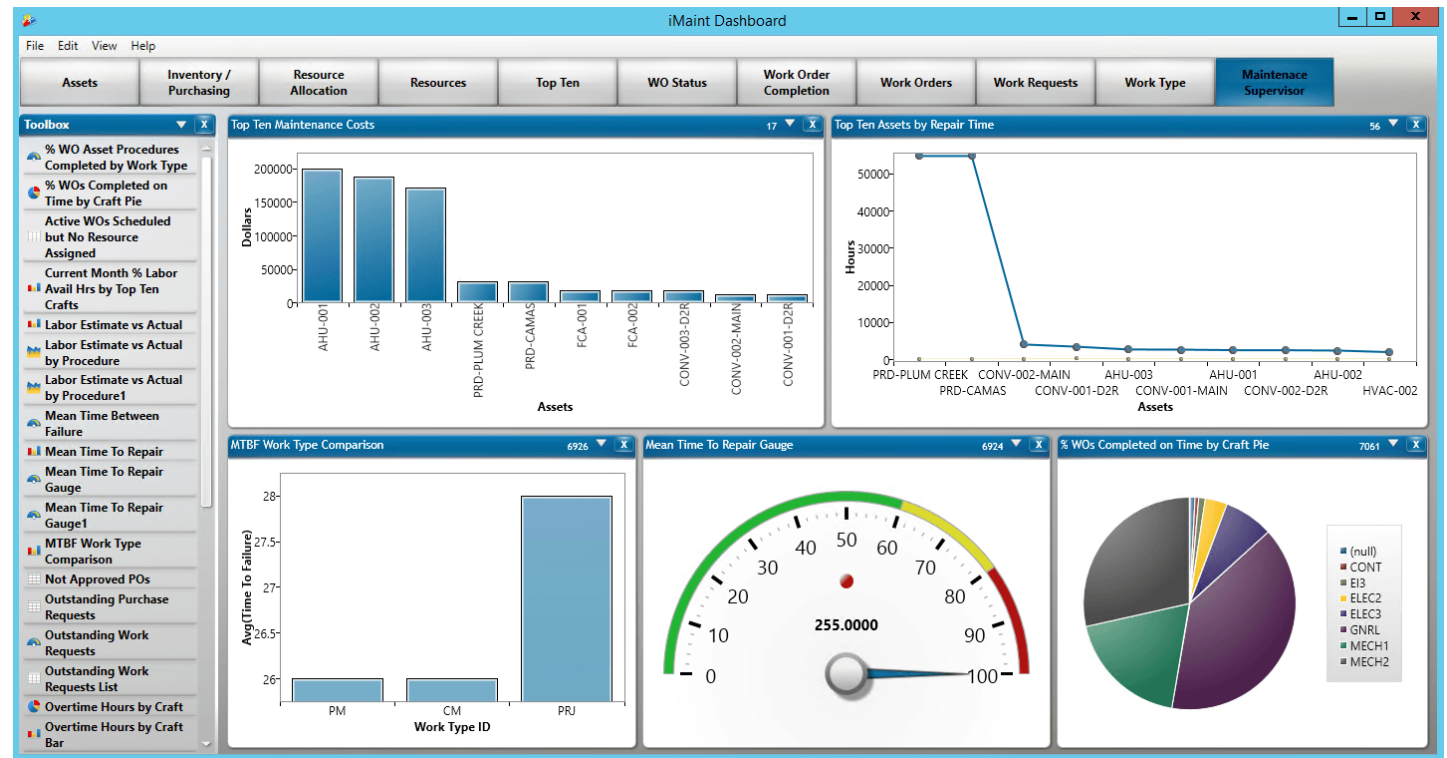 iMaint Dashboard
File Edit View Help
Assets
Inventory /
Purchasing
Resource
Allocation
Resources
Top Ten
WO Status
Work Order
Completion
Work Orders
Work Requests
Work Type
Maintenace
Supervisor
Toolbox
X
% WO Asset Procedures
Completed by Work Type
% WOs Completed on
Time by Craft Pie
Active WOs Scheduled
but No Resource
Assigned
Current Month % Labor
Avail Hrs by Top Ten
Crafts
Labor Estimate vs Actual
Labor Estimate vs Actual
by Procedure
Labor Estimate vs Actual
by Procedure1
Mean Time Between
Failure
Mean Time To Repair
Mean Time To Repair
Gauge
Mean Time To Repair
Gauge1
MTBF Work Type
Comparison
Not Approved POs
Outstanding Purchase
Requests
Outstanding Work
Requests
Outstanding Work
Requests List
Overtime Hours by Craft
Overtime Hours by Craft
Bar
Top Ten Maintenance Costs 17 X
Dollars
200000
150000
100000
50000
0
AHU-001
AHU-002
AHU-003
PRD-PLUM CREEK
PRD-CAMAS
FCA-001
FCA-002
CONV-003-D2R
CONV-002-MAIN
CONV-001-D2R
Assets
Top Ten Assets by Repair Time 56 X
Hours
50000
40000
30000
20000
10000
0
PRD-PLUM CREEK CONV-002-MAIN AHU-003 AHU-001 AHU-002
PRD-CAMAS CONV-001-D2R CONV-001-MAIN CONV-002-D2R HVAC-002
Assets
MTBF Work Type Comparison 6926 X
Avg(Time To Failure)
28
27.5
27
26.5
26
PM CM PRJ
Work Type ID
Mean Time To Repair Gauge 6924 X
0
10
20
30
40
50
60
70
80
90
100
255.0000
% WOs Completed on Time by Craft Pie 7061 X
(null)
CONT
EI3
ELEC2
ELEC3
GNRL
MECH1
MECH2